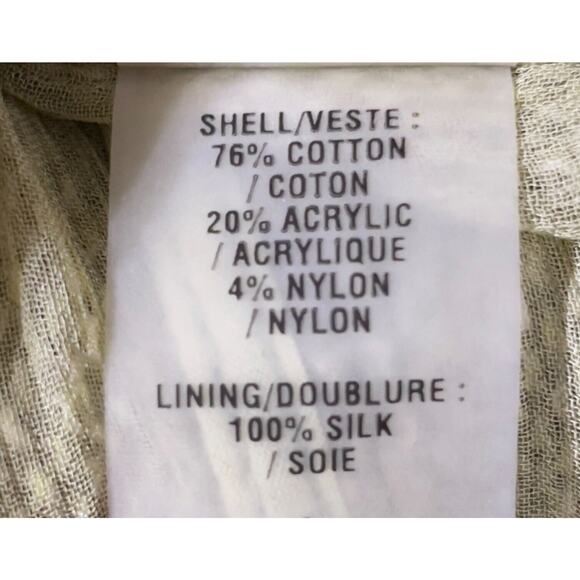 SHELL/VESTE :
76% COTTON
/ COTON
20% ACRYLIC
/ ACRYLIQUE
4% NYLON
/ NYLON
LINING/DOUBLURE :
100% SILK
/ SOIE